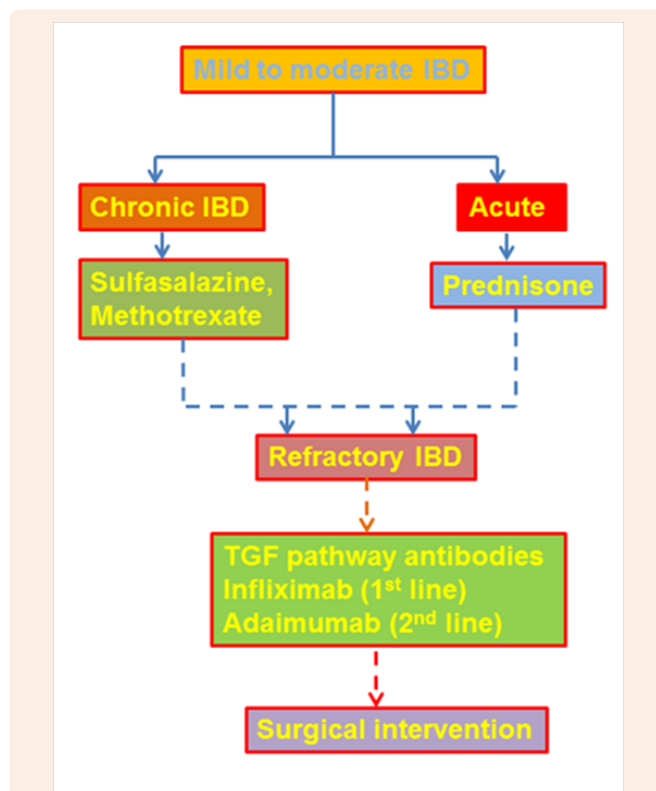 Mild to moderate IBD
Chronic IBD
Acute
Sulfasalazine,
Methotrexate
Prednisone
Refractory IBD
TGF pathway antibodies
Infliximab (1st line)
Adaimumab (2nd line)
Surgical intervention